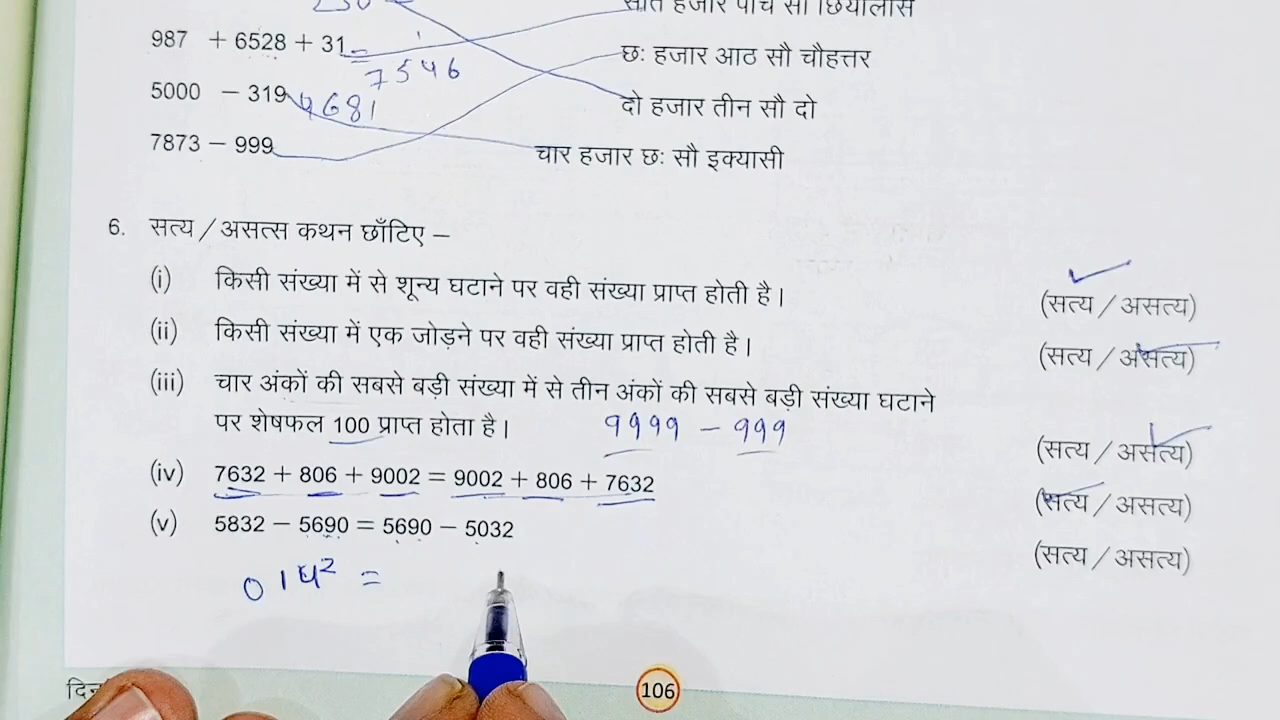 सात हजार पाँच सौ छियालीस
987 + 6528 + 31 = 7546
छः हजार आठ सौ चौहत्तर
5000 - 319 4681
दो हजार तीन सौ दो
7873 - 999
चार हजार छः सौ इक्यासी
6. सत्य / असत्स कथन छाँटिए –
(i) किसी संख्या में से शून्य घटाने पर वही संख्या प्राप्त होती है। (सत्य / असत्य)
(ii) किसी संख्या में एक जोड़ने पर वही संख्या प्राप्त होती है। (सत्य / असत्य)
(iii) चार अंकों की सबसे बड़ी संख्या में से तीन अंकों की सबसे बड़ी संख्या घटाने
पर शेषफल 100 प्राप्त होता है। 9999 - 999 (सत्य / असत्य)
(iv) 7632 + 806 + 9002 = 9002 + 806 + 7632 (सत्य / असत्य)
(v) 5832 - 5690 = 5690 - 5032 (सत्य / असत्य)
0142 =
106